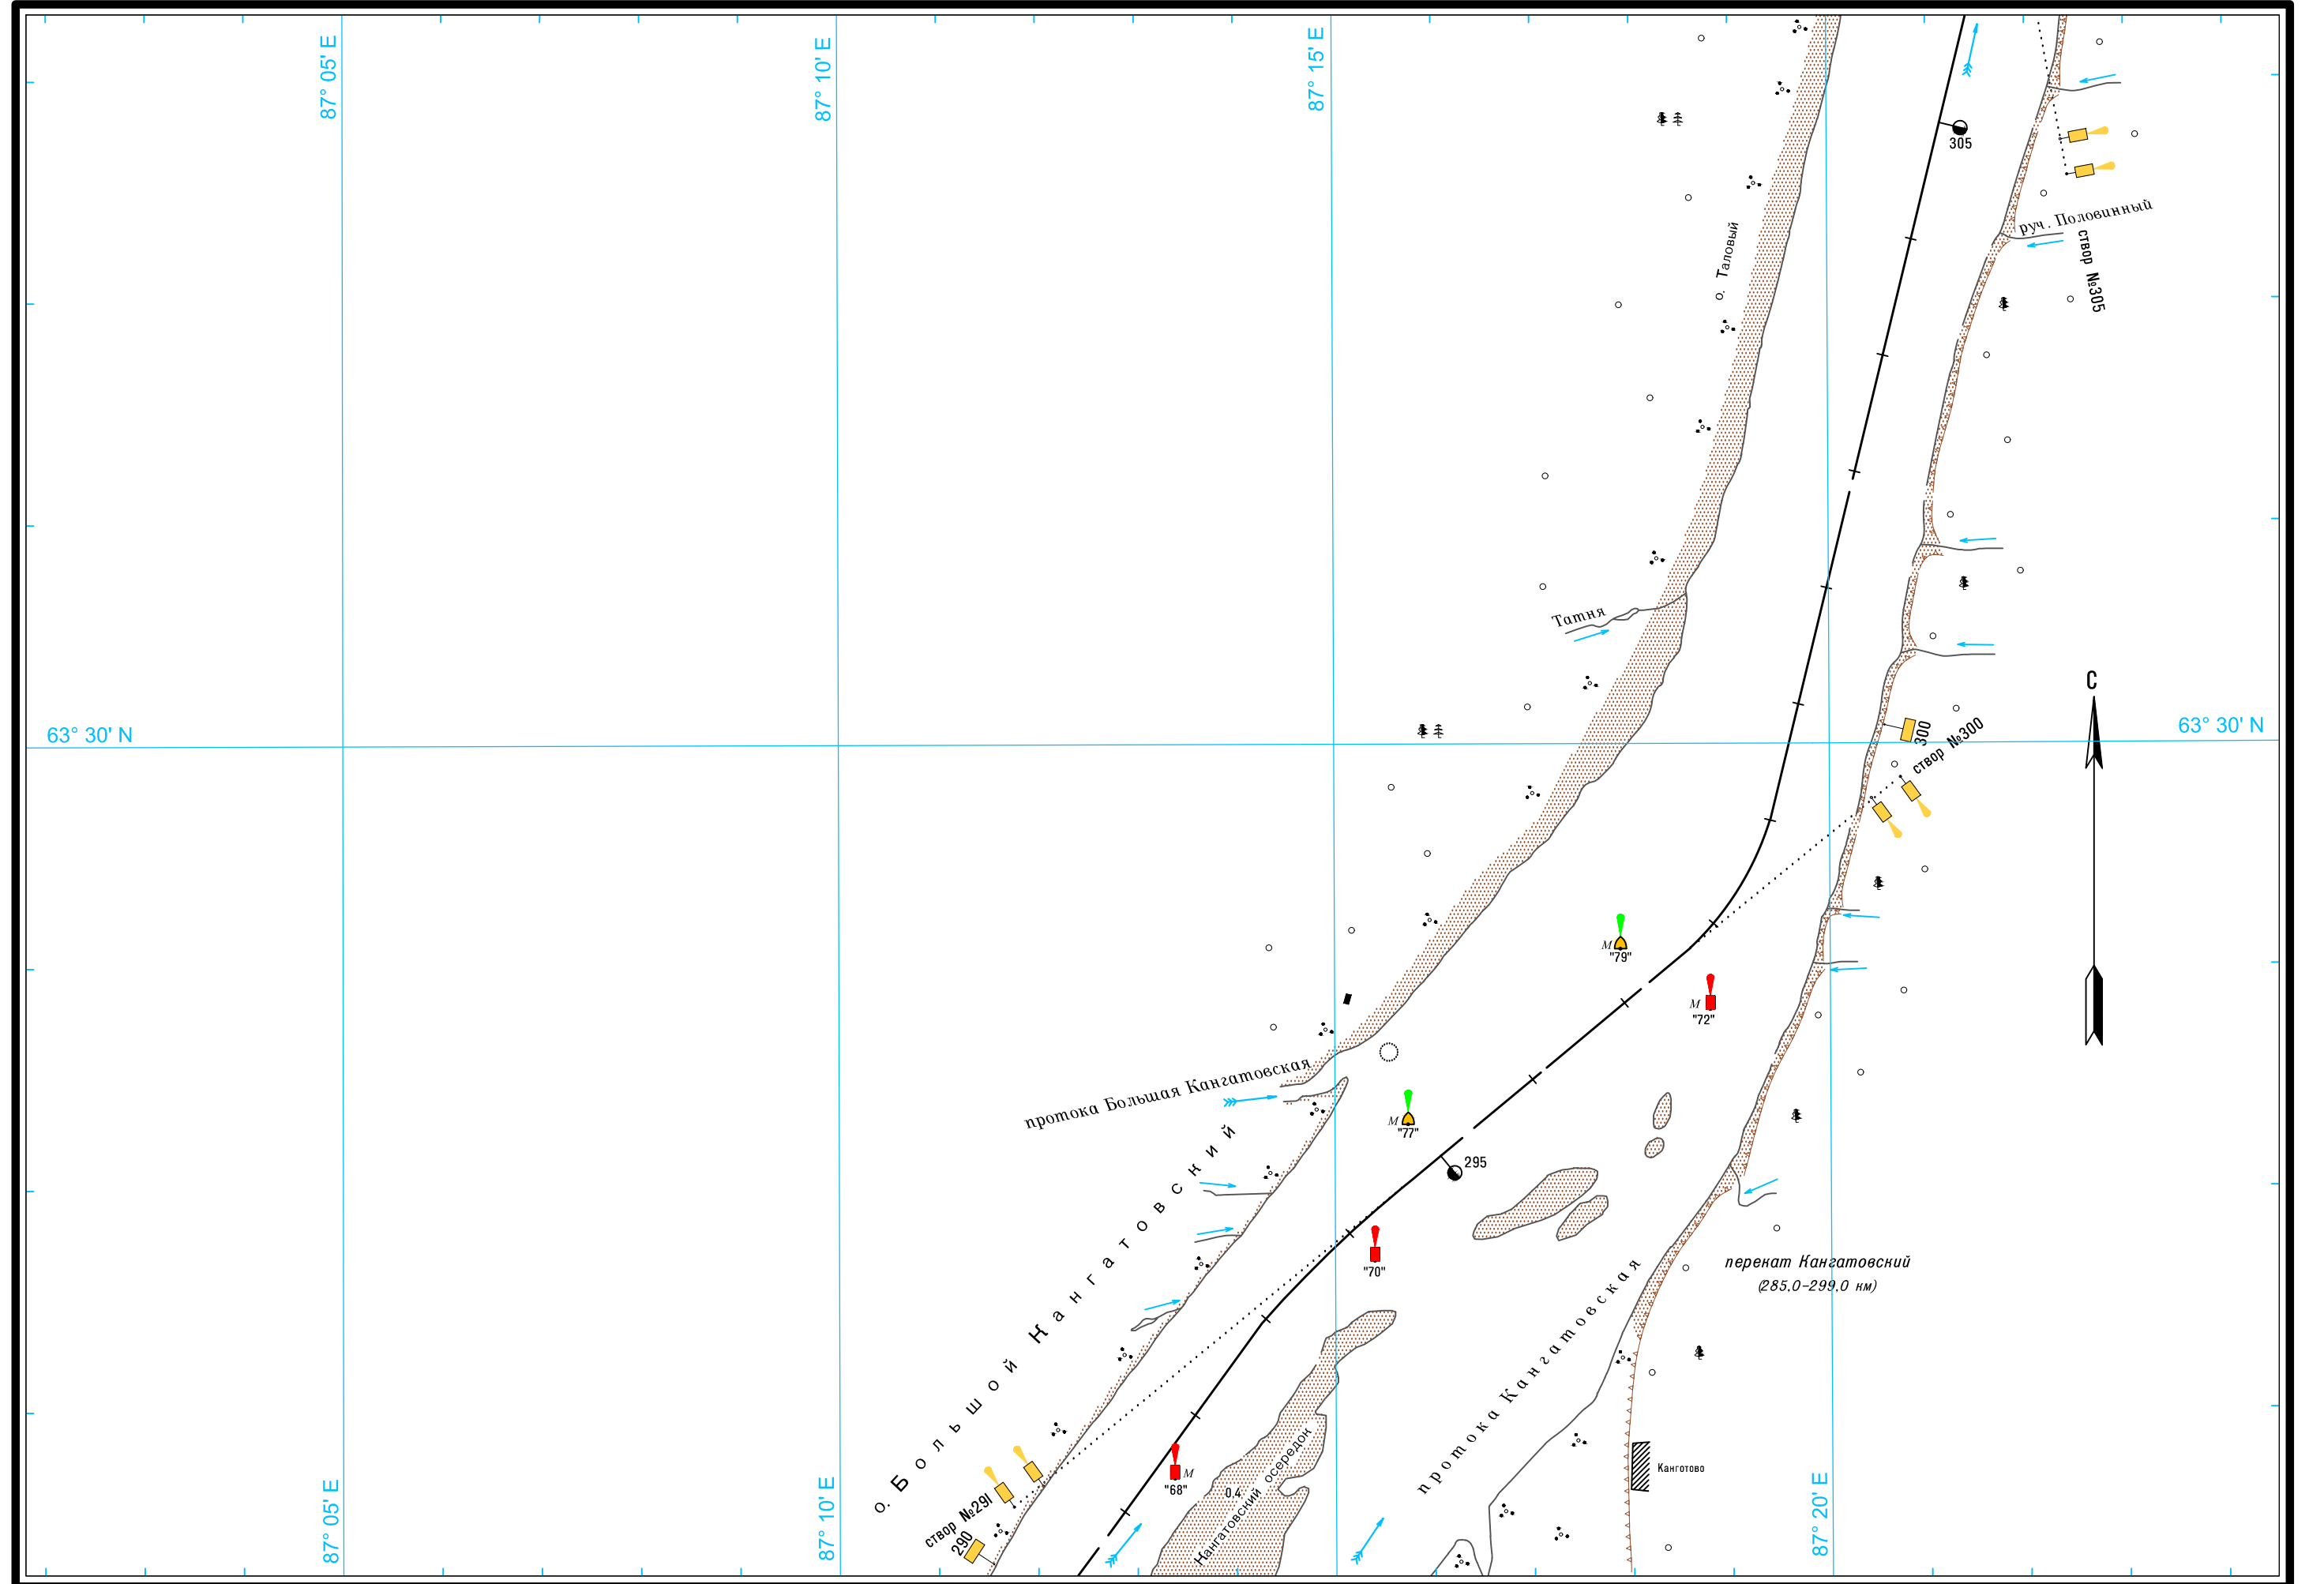 87° 05' E
87° 10' E
87° 15' E
305
руч. Половинный
створ №305
о. Таловый
Татня
С
63° 30' N
63° 30' N
300
створ №300
М
"79"
М
"72"
протока Большая Кангатовская
М
"77"
295
о. Большой Кангатовский
"70"
перекат Кангатовский
(285,0-299,0 км)
протока Кангатовская
Канготово
М
"68"
0.4
Кангатовский осередок
створ №291
290
87° 05' E
87° 10' E
87° 20' E